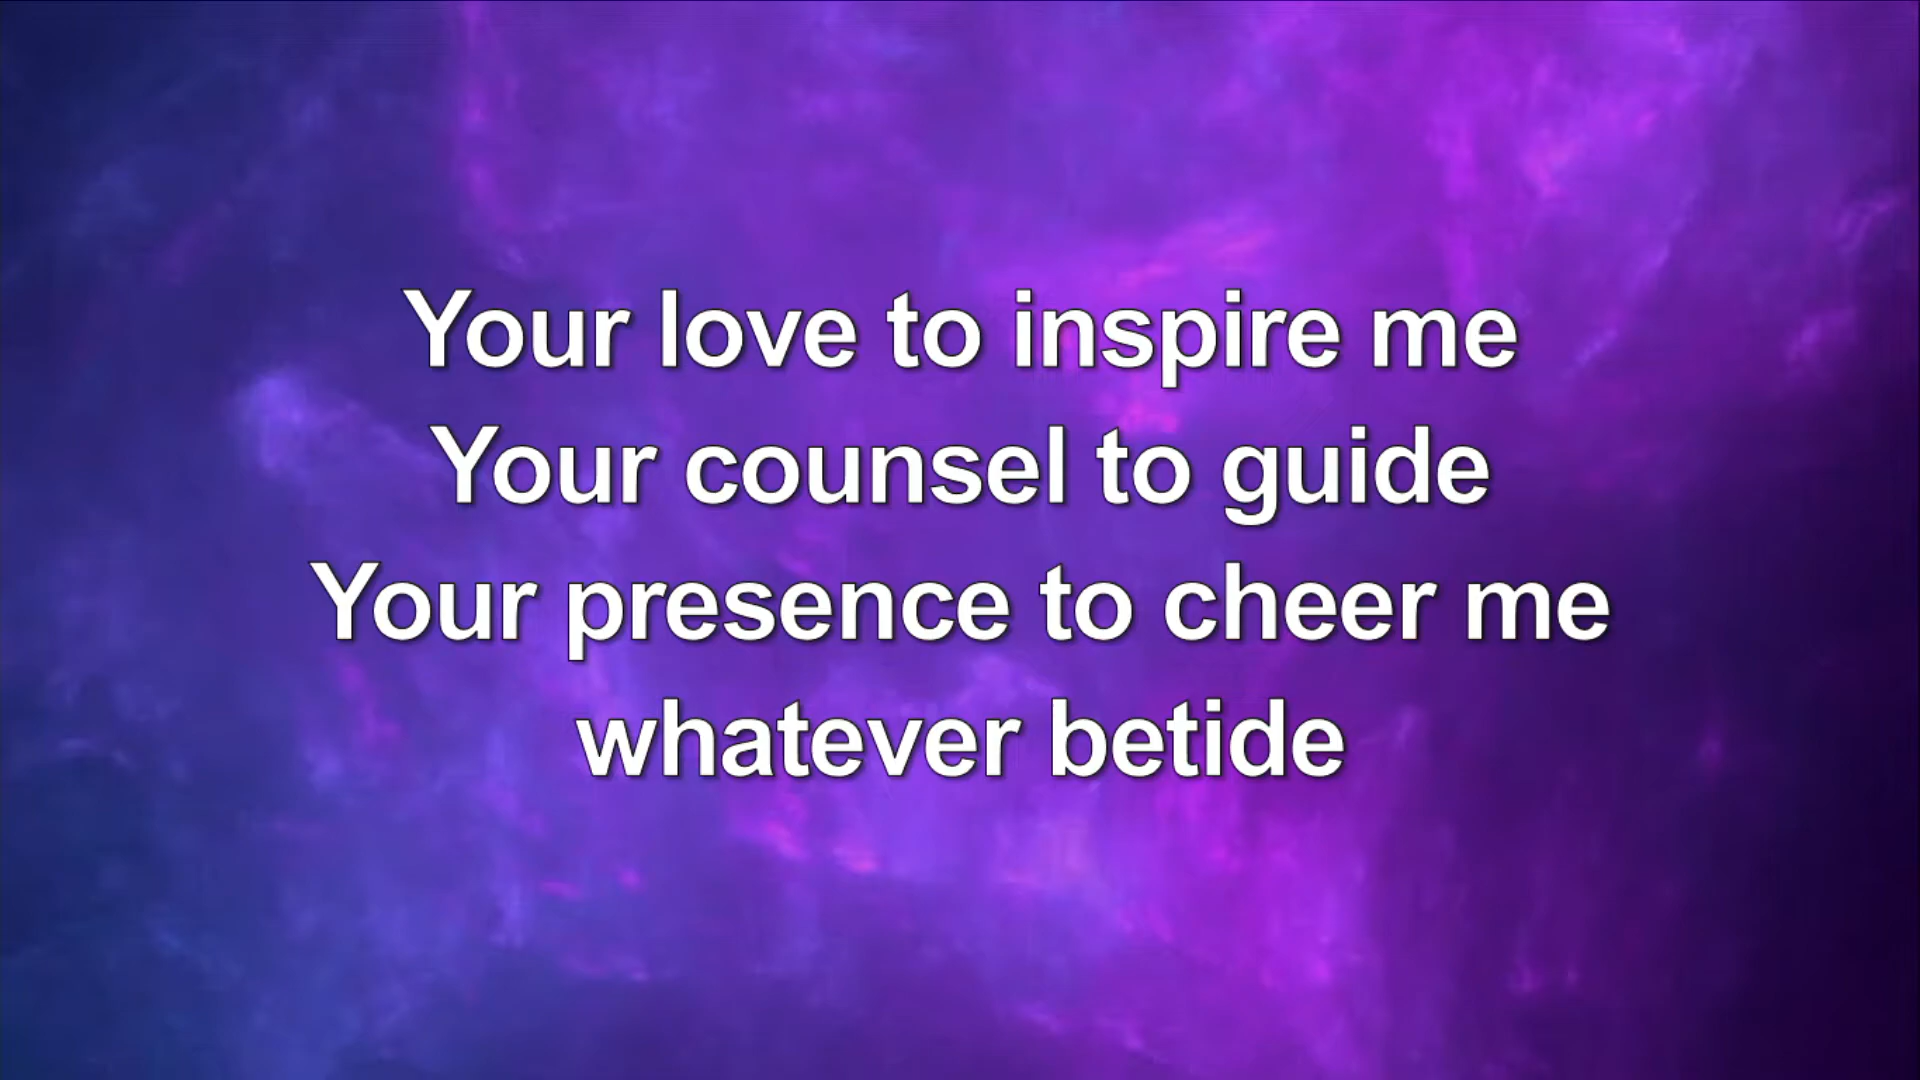 Your love to inspire me
Your counsel to guide
Your presence to cheer me
whatever betide